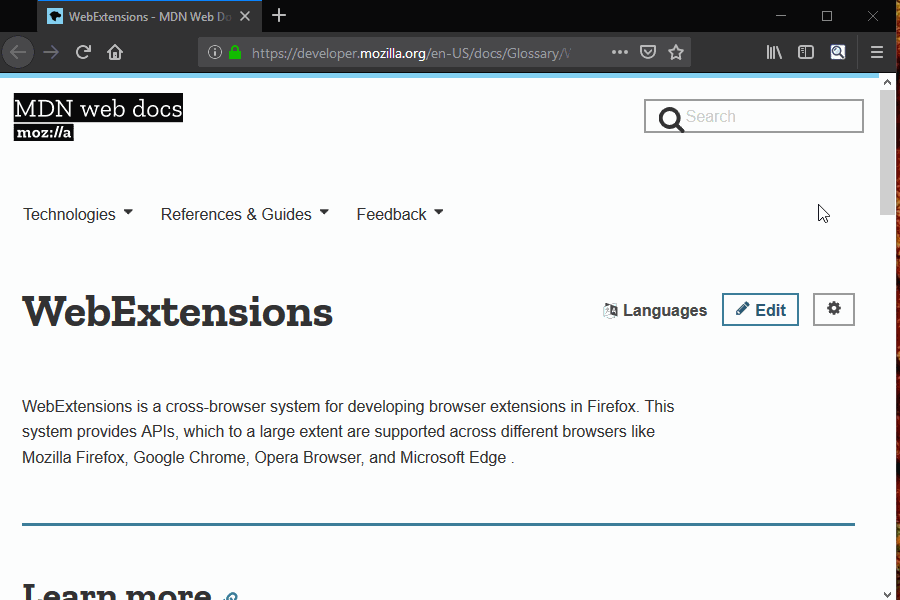 WebExtensions - MDN Web Do
https://developer.mozilla.org/en-US/docs/Glossary/
MDN web docs
moz://a
Search
Technologies
References & Guides
Feedback
WebExtensions
Languages
Edit
WebExtensions is a cross-browser system for developing browser extensions in Firefox. This
system provides APIs, which to a large extent are supported across different browsers like
Mozilla Firefox, Google Chrome, Opera Browser, and Microsoft Edge .
Learn more